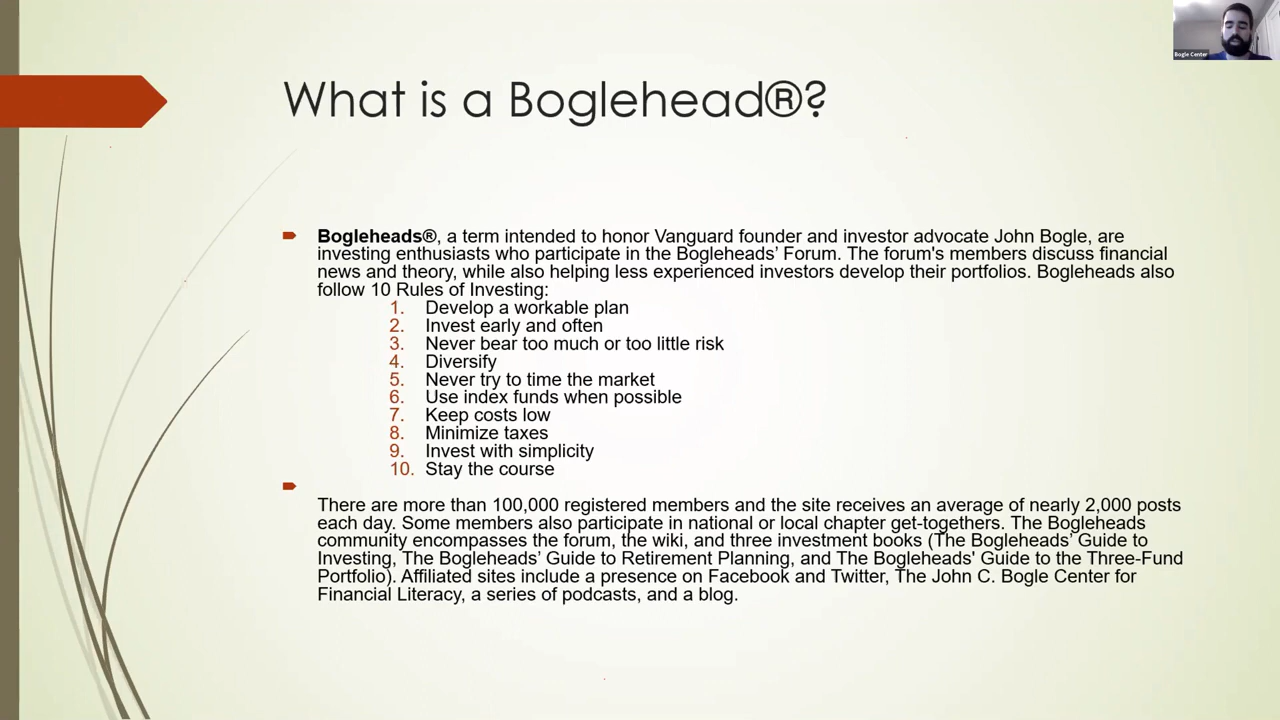 Bogle Center
What is a Boglehead®?
Bogleheads®, a term intended to honor Vanguard founder and investor advocate John Bogle, are
investing enthusiasts who participate in the Bogleheads’ Forum. The forum's members discuss financial
news and theory, while also helping less experienced investors develop their portfolios. Bogleheads also
follow 10 Rules of Investing:
1. Develop a workable plan
2. Invest early and often
3. Never bear too much or too little risk
4. Diversify
5. Never try to time the market
6. Use index funds when possible
7. Keep costs low
8. Minimize taxes
9. Invest with simplicity
10. Stay the course
There are more than 100,000 registered members and the site receives an average of nearly 2,000 posts
each day. Some members also participate in national or local chapter get-togethers. The Bogleheads
community encompasses the forum, the wiki, and three investment books (The Bogleheads’ Guide to
Investing, The Bogleheads’ Guide to Retirement Planning, and The Bogleheads' Guide to the Three-Fund
Portfolio). Affiliated sites include a presence on Facebook and Twitter, The John C. Bogle Center for
Financial Literacy, a series of podcasts, and a blog.